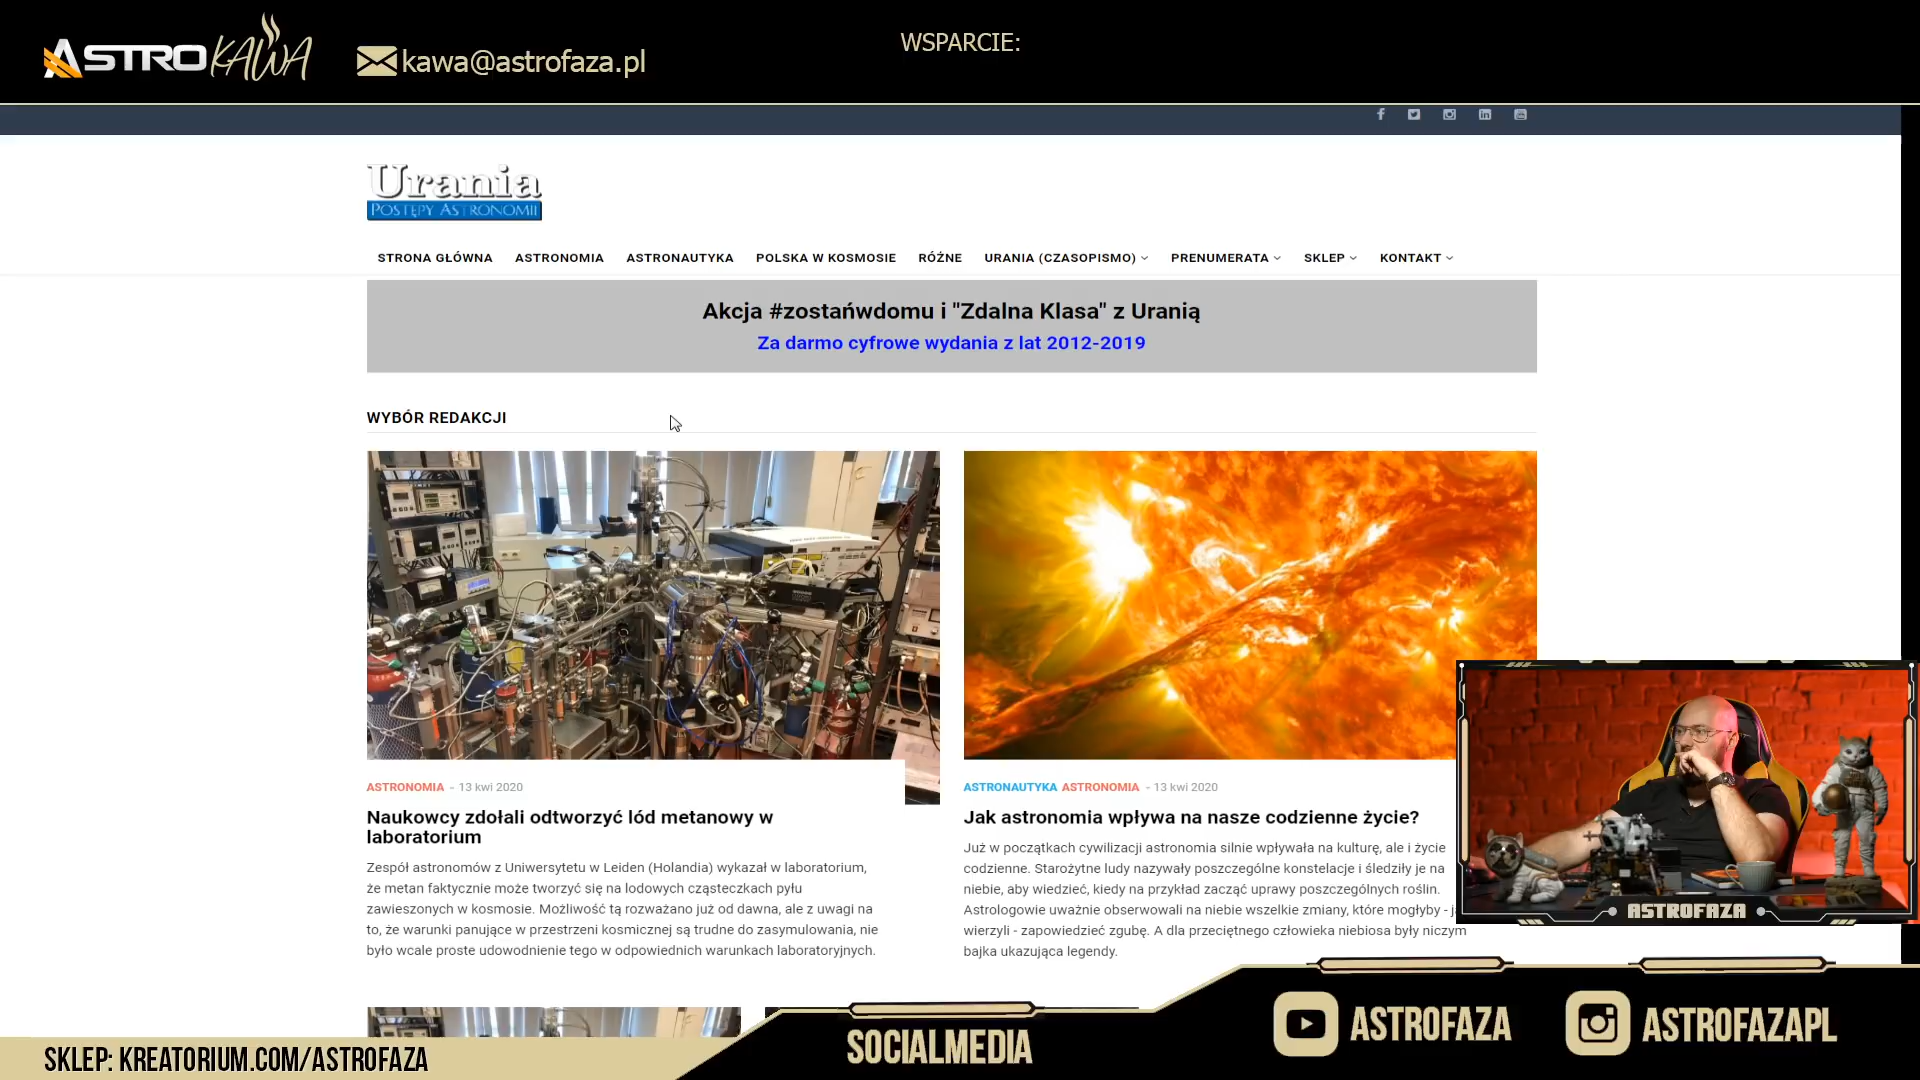 ASTRO KAWA
kawa@astrofaza.pl
WSPARCIE:
Urania
POSTĘPY ASTRONOMII
STRONA GŁÓWNA ASTRONOMIA ASTRONAUTYKA POLSKA W KOSMOSIE RÓŻNE URANIA (CZASOPISMO) PRENUMERATA SKLEP KONTAKT
Akcja #zostańwdomu i "Zdalna Klasa" z Uranią
Za darmo cyfrowe wydania z lat 2012-2019
WYBÓR REDAKCJI
ASTRONOMIA - 13 kwi 2020
Naukowcy zdołali odtworzyć lód metanowy w
laboratorium
Zespół astronomów z Uniwersytetu w Leiden (Holandia) wykazał w laboratorium,
że metan faktycznie może tworzyć się na lodowych cząsteczkach pyłu
zawieszonych w kosmosie. Możliwość tą rozważano już od dawna, ale z uwagi na
to, że warunki panujące w przestrzeni kosmicznej są trudne do zasymulowania, nie
było wcale proste udowodnienie tego w odpowiednich warunkach laboratoryjnych.
ASTRONAUTYKA ASTRONOMIA - 13 kwi 2020
Jak astronomia wpływa na nasze codzienne życie?
Już w początkach cywilizacji astronomia silnie wpływała na kulturę, ale i życie
codzienne. Starożytne ludy nazywały poszczególne konstelacje i śledziły je na
niebie, aby wiedzieć, kiedy na przykład zacząć uprawy poszczególnych roślin.
Astrologowie uważnie obserwowali na niebie wszelkie zmiany, które mogłyby -
wierzyli - zapowiedzieć zgubę. A dla przeciętnego człowieka niebiosa były niczym
bajka ukazująca legendy.
ASTROFAZA
SKLEP: KREATORIUM.COM/ASTROFAZA
SOCIALMEDIA
ASTROFAZA
ASTROFAZAPL